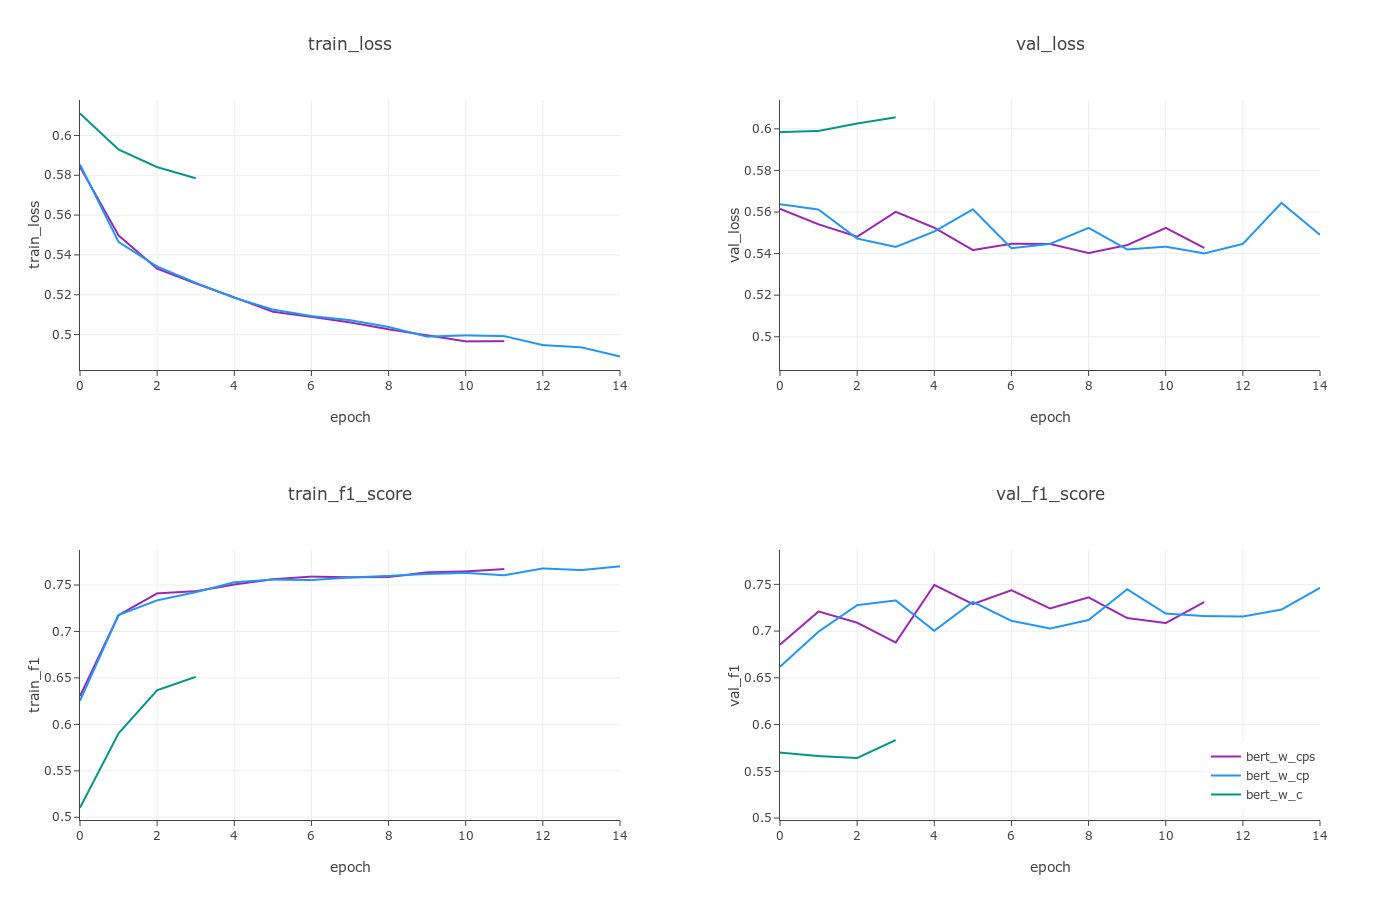 train_loss
train_loss
0.6
0.58
0.56
0.54
0.52
0.5
0 2 4 6 8 10 12 14
epoch
val_loss
val_loss
0.6
0.58
0.56
0.54
0.52
0.5
0 2 4 6 8 10 12 14
epoch
train_f1_score
train_f1
0.75
0.7
0.65
0.6
0.55
0.5
0 2 4 6 8 10 12 14
epoch
val_f1_score
val_f1
0.75
0.7
0.65
0.6
0.55
0.5
0 2 4 6 8 10 12 14
epoch
bert_w_cps
bert_w_cp
bert_w_c